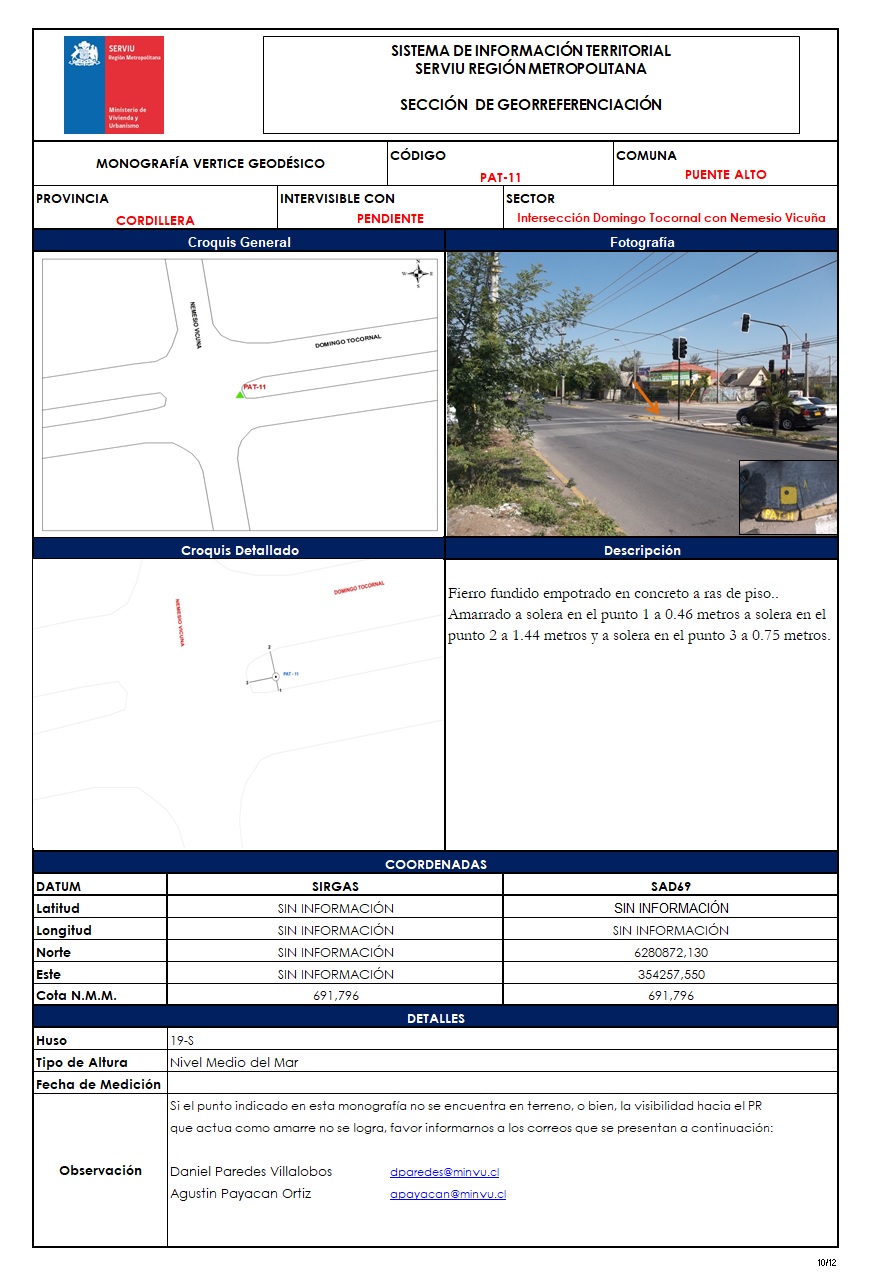 SERVIU
Región Metropolitana
Ministerio de
Vivienda y
Urbanismo
SISTEMA DE INFORMACIÓN TERRITORIAL
SERVIU REGIÓN METROPOLITANA
SECCIÓN DE GEORREFERENCIACIÓN
MONOGRAFÍA VERTICE GEODÉSICO
CÓDIGO
PAT-11
COMUNA
PUENTE ALTO
PROVINCIA
CORDILLERA
INTERVISIBLE CON
PENDIENTE
SECTOR
Intersección Domingo Tocornal con Nemesio Vicuña
Croquis General
Fotografía
N
W E
S
NEMESIO VICUÑA
DOMINGO TOCORNAL
PAT-11
Croquis Detallado
Descripción
DOMINGO TOCORNAL
NEMESIO VICUÑA
2
PAT - 11
3
1
Fierro fundido empotrado en concreto a ras de piso..
Amarrado a solera en el punto 1 a 0.46 metros a solera en el
punto 2 a 1.44 metros y a solera en el punto 3 a 0.75 metros.
COORDENADAS
DATUM SIRGAS SAD69
Latitud SIN INFORMACIÓN SIN INFORMACIÓN
Longitud SIN INFORMACIÓN SIN INFORMACIÓN
Norte SIN INFORMACIÓN 6280872,130
Este SIN INFORMACIÓN 354257,550
Cota N.M.M. 691,796 691,796
DETALLES
Huso 19-S
Tipo de Altura Nivel Medio del Mar
Fecha de Medición
Observación
Si el punto indicado en esta monografía no se encuentra en terreno, o bien, la visibilidad hacia el PR
que actua como amarre no se logra, favor informarnos a los correos que se presentan a continuación:
Daniel Paredes Villalobos dparedes@minvu.cl
Agustin Payacan Ortiz apayacan@minvu.cl
10/12